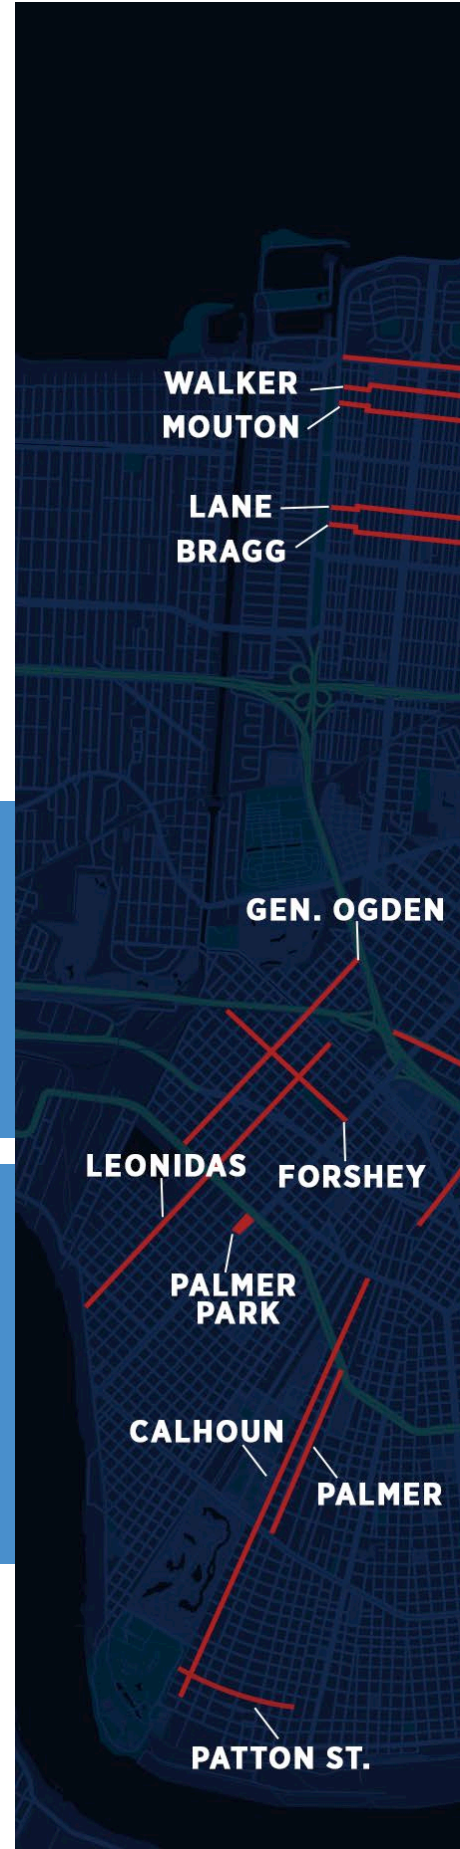 WALKER
MOUTON
LANE
BRAGG
GEN. OGDEN
LEONIDAS
FORSHEY
PALMER
PARK
CALHOUN
PALMER
PATTON ST.